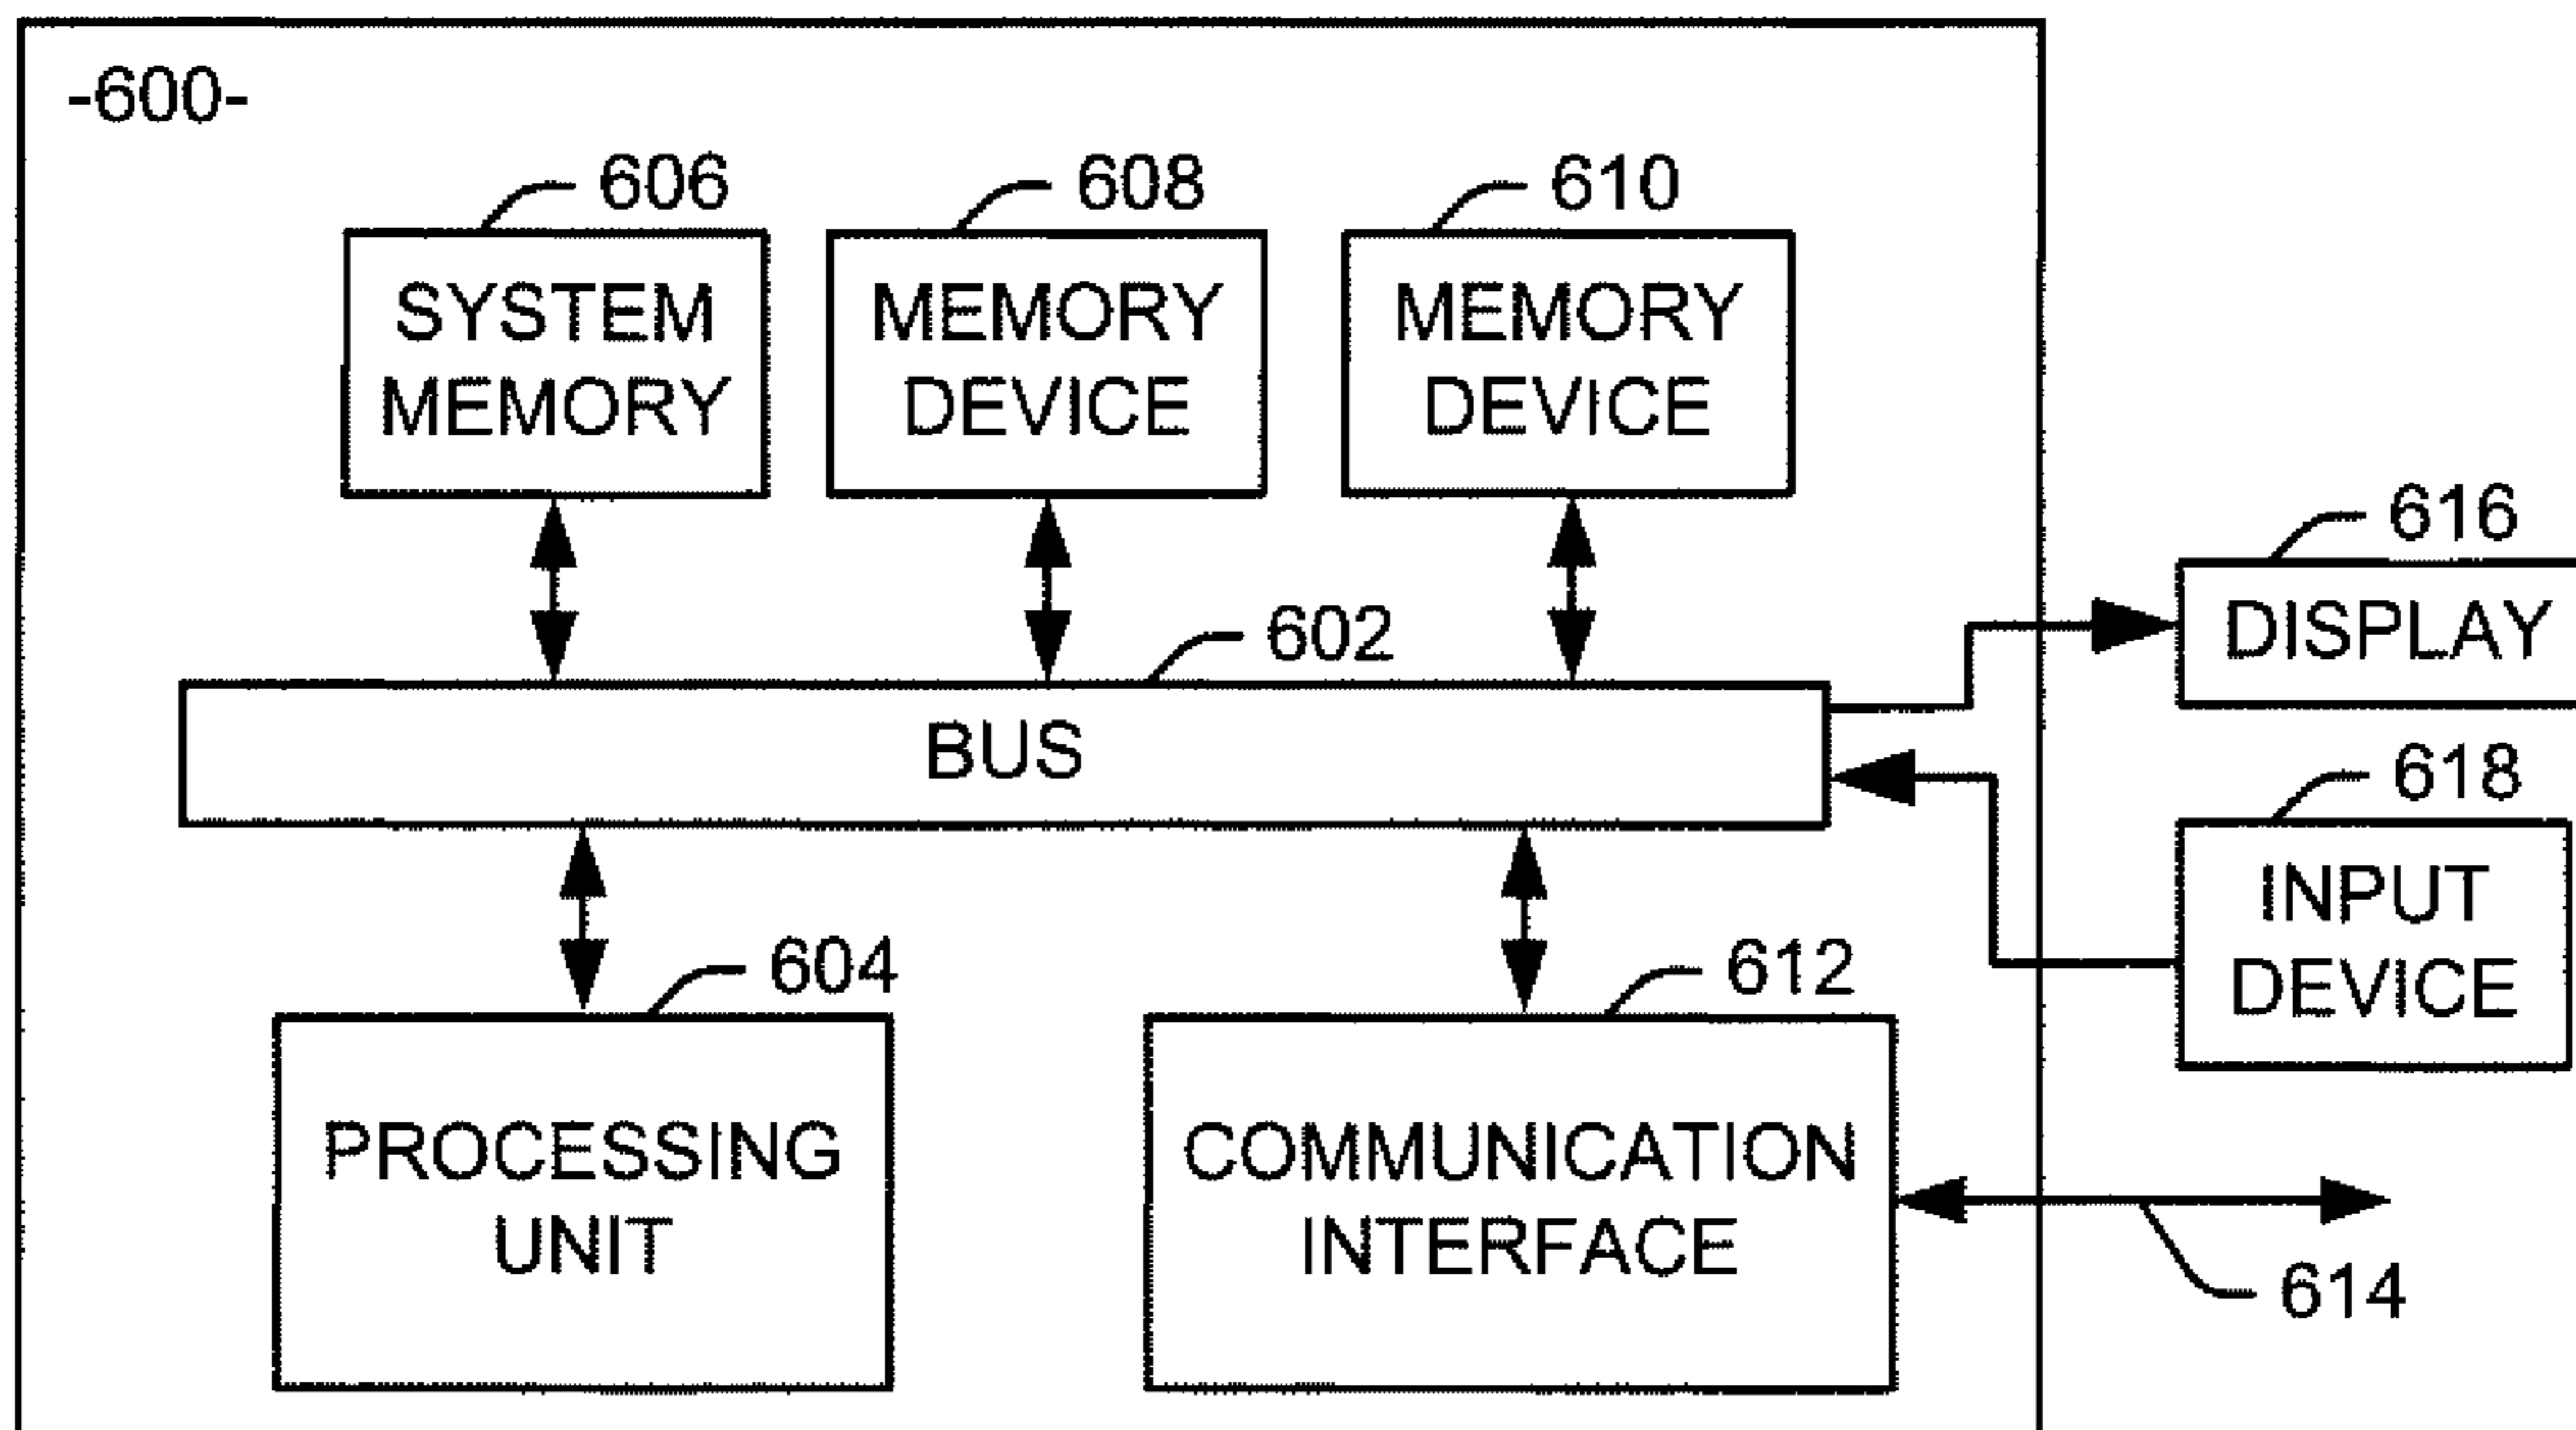 -600-
606
608
610
SYSTEM
MEMORY
MEMORY
DEVICE
MEMORY
DEVICE
616
DISPLAY
602
BUS
618
INPUT
DEVICE
604
612
PROCESSING
UNIT
COMMUNICATION
INTERFACE
614